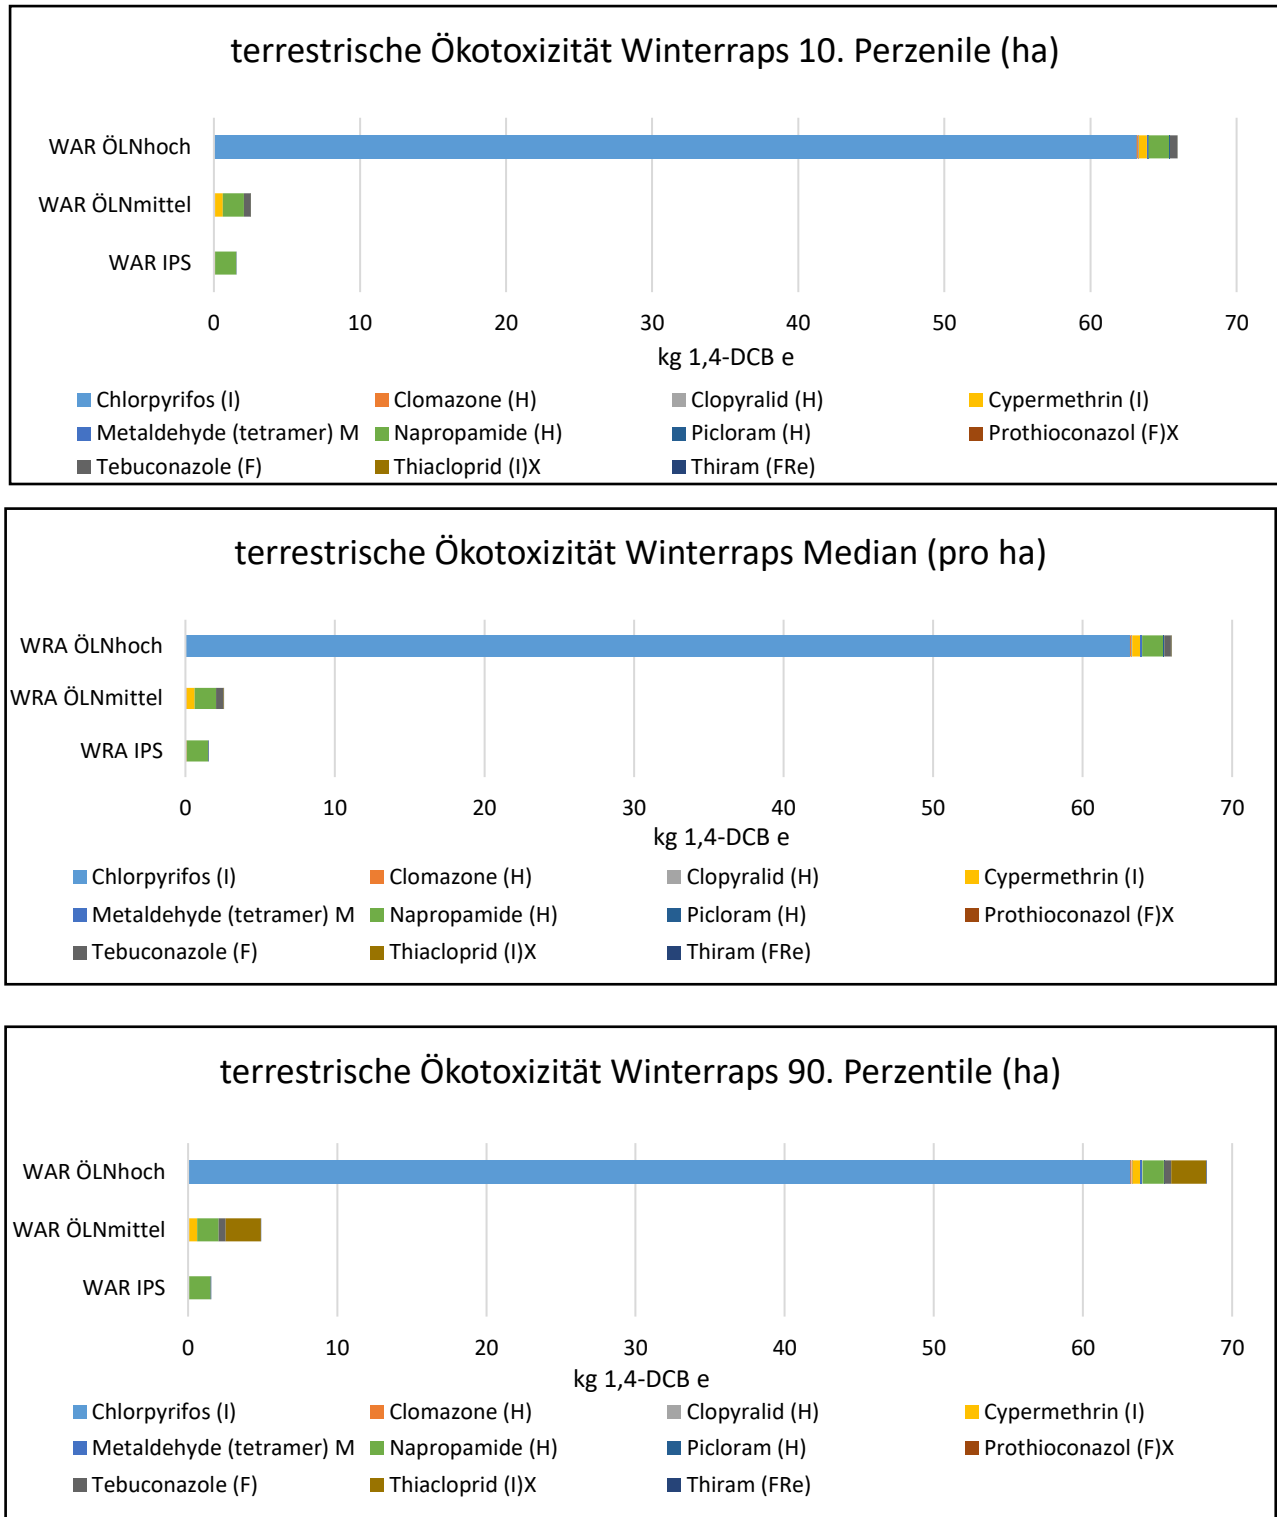 terrestrische Ökotoxizität Winterraps 10. Perzenile (ha)
WAR ÖLNhoch
WAR ÖLNmittel
WAR IPS
0 10 20 30 40 50 60 70
kg 1,4-DCB e
Chlorpyrifos (I) Clomazone (H) Clopyralid (H) Cypermethrin (I)
Metaldehyde (tetramer) M Napropamide (H) Picloram (H) Prothioconazol (F)X
Tebuconazole (F) Thiacloprid (I)X Thiram (FRe)
terrestrische Ökotoxizität Winterraps Median (pro ha)
WRA ÖLNhoch
WRA ÖLNmittel
WRA IPS
0 10 20 30 40 50 60 70
kg 1,4-DCB e
Chlorpyrifos (I) Clomazone (H) Clopyralid (H) Cypermethrin (I)
Metaldehyde (tetramer) M Napropamide (H) Picloram (H) Prothioconazol (F)X
Tebuconazole (F) Thiacloprid (I)X Thiram (FRe)
terrestrische Ökotoxizität Winterraps 90. Perzentile (ha)
WAR ÖLNhoch
WAR ÖLNmittel
WAR IPS
0 10 20 30 40 50 60 70
kg 1,4-DCB e
Chlorpyrifos (I) Clomazone (H) Clopyralid (H) Cypermethrin (I)
Metaldehyde (tetramer) M Napropamide (H) Picloram (H) Prothioconazol (F)X
Tebuconazole (F) Thiacloprid (I)X Thiram (FRe)